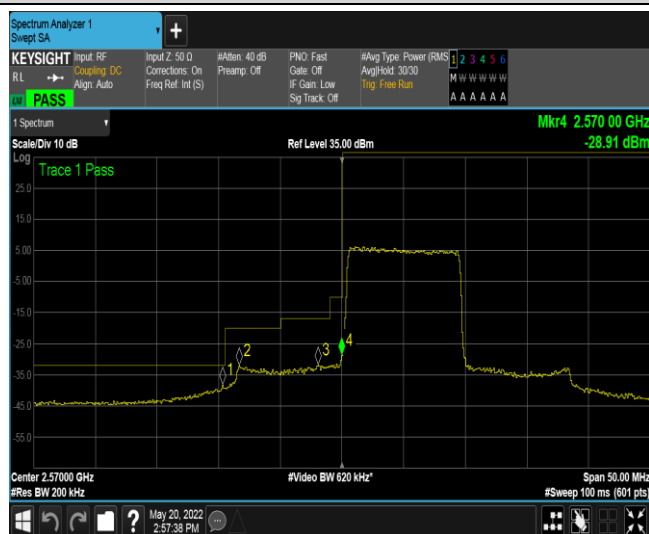 Spectrum Analyzer 1
Swept SA
+
KEYSIGHT
RL
LXI
PASS
Input: RF
Coupling: DC
Align: Auto
Input Z: 50 Ω
Corrections: On
Freq Ref: Int (S)
#Atten: 40 dB
Preamp: Off
PNO: Fast
Gate: Off
IF Gain: Low
Sig Track: Off
#Avg Type: Power (RMS
Avg|Hold: 30/30
Trig: Free Run
1 2 3 4 5 6
M W W W W W
A A A A A A
1 Spectrum
Mkr4 2.570 00 GHz
Scale/Div 10 dB
Ref Level 35.00 dBm
-28.91 dBm
Log
Trace 1 Pass
25.0
15.0
5.00
-5.00
-15.0
-25.0
-35.0
-45.0
-55.0
1
2
3
4
Center 2.57000 GHz
#Video BW 620 kHz*
Span 50.00 MHz
#Res BW 200 kHz
#Sweep 100 ms (601 pts)
?
May 20, 2022
2:57:38 PM